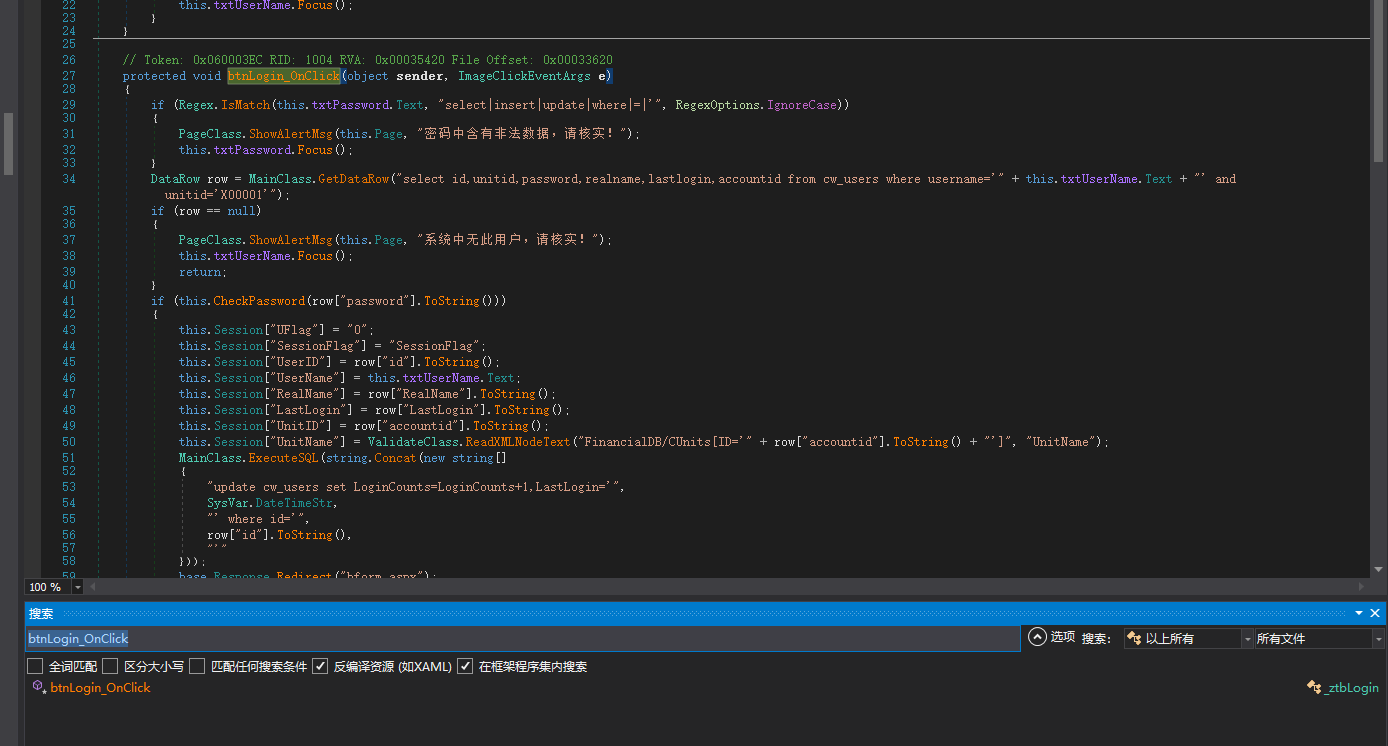 22 this.txtUserName.Focus();
23 }
24 }
25
26 // Token: 0x060003EC RID: 1004 RVA: 0x00035420 File Offset: 0x00033620
27 protected void btnLogin_OnClick(object sender, ImageClickEventArgs e)
28 {
29 if (Regex.IsMatch(this.txtPassword.Text, "select|insert|update|where|=|'", RegexOptions.IgnoreCase))
30 {
31 PageClass.ShowAlertMsg(this.Page, "密码中含有非法数据，请核实！");
32 this.txtPassword.Focus();
33 }
34 DataRow row = MainClass.GetDataRow("select id,unitid,password,realname,lastlogin,accountid from cw_users where username='" + this.txtUserName.Text + "' and
unitid='X00001'");
35 if (row == null)
36 {
37 PageClass.ShowAlertMsg(this.Page, "系统中无此用户，请核实！");
38 this.txtUserName.Focus();
39 return;
40 }
41 if (this.CheckPassword(row["password"].ToString()))
42 {
43 this.Session["UFlag"] = "0";
44 this.Session["SessionFlag"] = "SessionFlag";
45 this.Session["UserID"] = row["id"].ToString();
46 this.Session["UserName"] = this.txtUserName.Text;
47 this.Session["RealName"] = row["RealName"].ToString();
48 this.Session["LastLogin"] = row["LastLogin"].ToString();
49 this.Session["UnitID"] = row["accountid"].ToString();
50 this.Session["UnitName"] = ValidateClass.ReadXMLNodeText("FinancialDB/CUnits[ID='" + row["accountid"].ToString() + "']", "UnitName");
51 MainClass.ExecuteSQL(string.Concat(new string[]
52 {
53 "update cw_users set LoginCounts=LoginCounts+1,LastLogin='",
54 SysVar.DateTimeStr,
55 "' where id='",
56 row["id"].ToString(),
57 "'"
58 }));
59 base.Response.Redirect("bform.aspx");
100 %
搜索
btnLogin_OnClick 选项 搜索： 以上所有 所有文件
全词匹配 区分大小写 匹配任何搜索条件 反编译资源 (如XAML) 在框架程序集内搜索
btnLogin_OnClick _ztbLogin